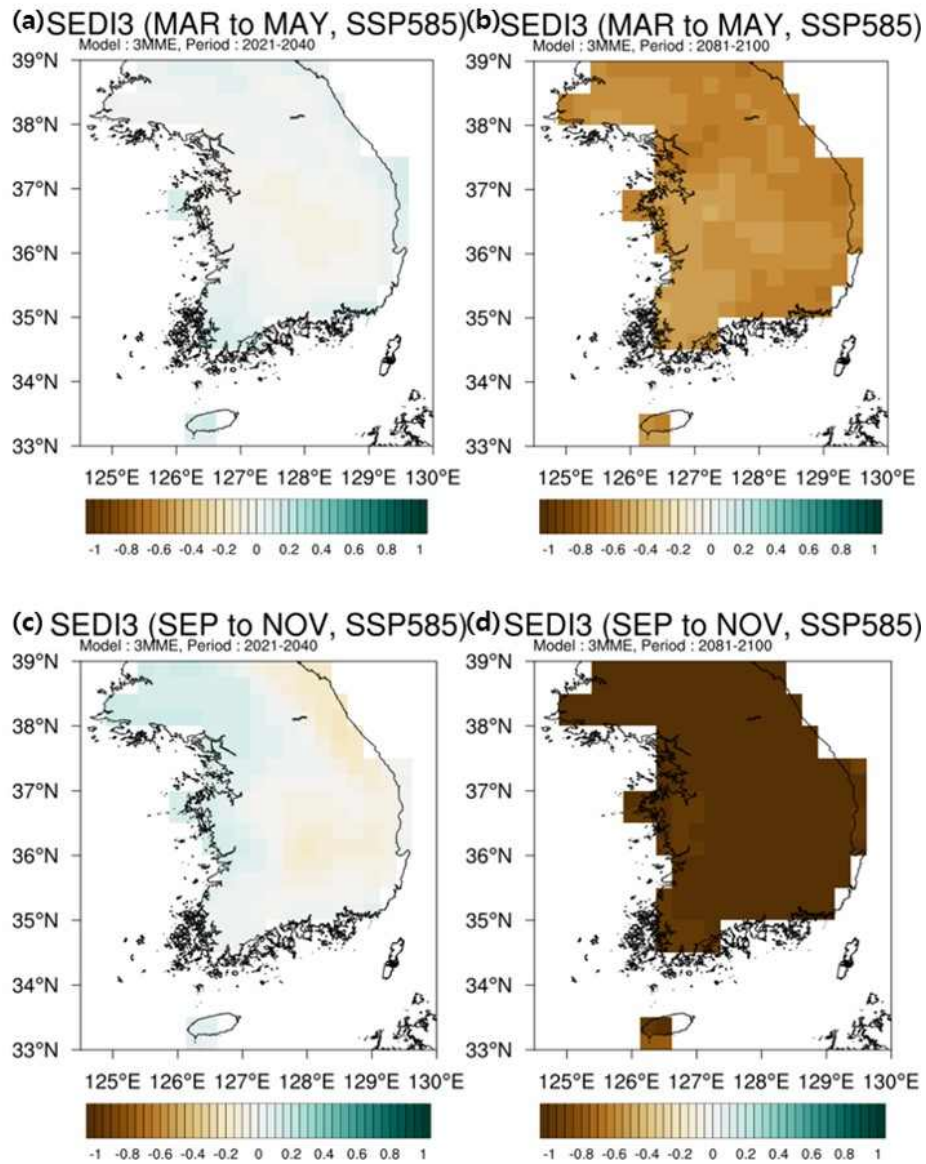 (a) SEDI3 (MAR to MAY, SSP585)
Model : 3MME, Period : 2021-2040
39°N
38°N
37°N
36°N
35°N
34°N
33°N
125°E 126°E 127°E 128°E 129°E 130°E
-1 -0.8 -0.6 -0.4 -0.2 0 0.2 0.4 0.6 0.8 1
(b) SEDI3 (MAR to MAY, SSP585)
Model : 3MME, Period : 2081-2100
39°N
38°N
37°N
36°N
35°N
34°N
33°N
125°E 126°E 127°E 128°E 129°E 130°E
-1 -0.8 -0.6 -0.4 -0.2 0 0.2 0.4 0.6 0.8 1
(c) SEDI3 (SEP to NOV, SSP585)
Model : 3MME, Period : 2021-2040
39°N
38°N
37°N
36°N
35°N
34°N
33°N
125°E 126°E 127°E 128°E 129°E 130°E
-1 -0.8 -0.6 -0.4 -0.2 0 0.2 0.4 0.6 0.8 1
(d) SEDI3 (SEP to NOV, SSP585)
Model : 3MME, Period : 2081-2100
39°N
38°N
37°N
36°N
35°N
34°N
33°N
125°E 126°E 127°E 128°E 129°E 130°E
-1 -0.8 -0.6 -0.4 -0.2 0 0.2 0.4 0.6 0.8 1